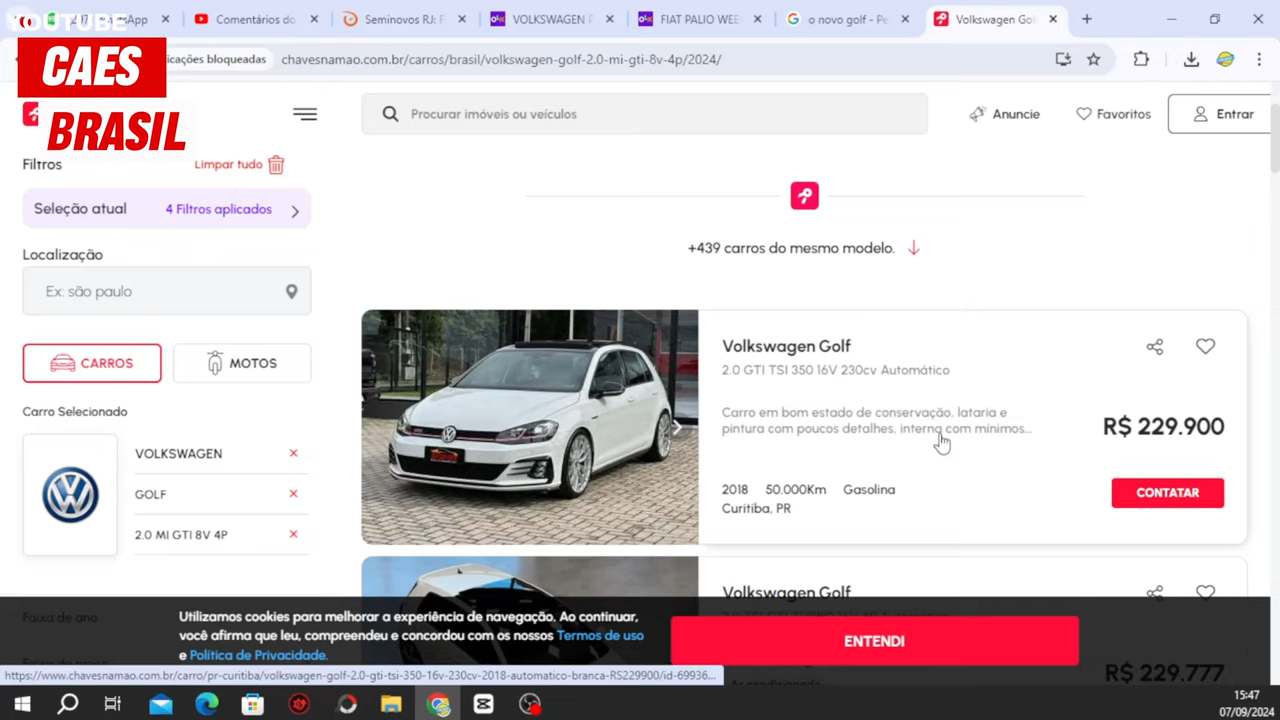 YOUTUBE
CAES
BRASIL
App
Comentários do
Seminovos RJ: F
VOLKSWAGEN P
FIAT PALIO WEE
o novo golf - Pe
Volkswagen Gol
cações bloqueadas
chavesnamao.com.br/carros/brasil/volkswagen-golf-2.0-mi-gti-8v-4p/2024/
Procurar imóveis ou veículos
Anuncie
Favoritos
Entrar
Filtros
Limpar tudo
Seleção atual
4 Filtros aplicados
Localização
Ex: são paulo
CARROS
MOTOS
Carro Selecionado
VOLKSWAGEN
GOLF
2.0 MI GTI 8V 4P
Faixa de ano
+439 carros do mesmo modelo.
Volkswagen Golf
2.0 GTI TSI 350 16V 230cv Automático
Carro em bom estado de conservação, lataria e
pintura com poucos detalhes, interna com mínimos...
R$ 229.900
2018 50.000Km Gasolina
Curitiba, PR
CONTATAR
Volkswagen Golf
R$ 229.777
Utilizamos cookies para melhorar a experiência de navegação. Ao continuar,
você afirma que leu, compreendeu e concordou com os nossos Termos de uso
e Política de Privacidade.
ENTENDI
https://www.chavesnamao.com.br/carro/pr-curitiba/volkswagen-golf-2.0-gti-tsi-350-16v-230cv-2018-automatico-branca-RS229900/id-69936...
15:47
07/09/2024